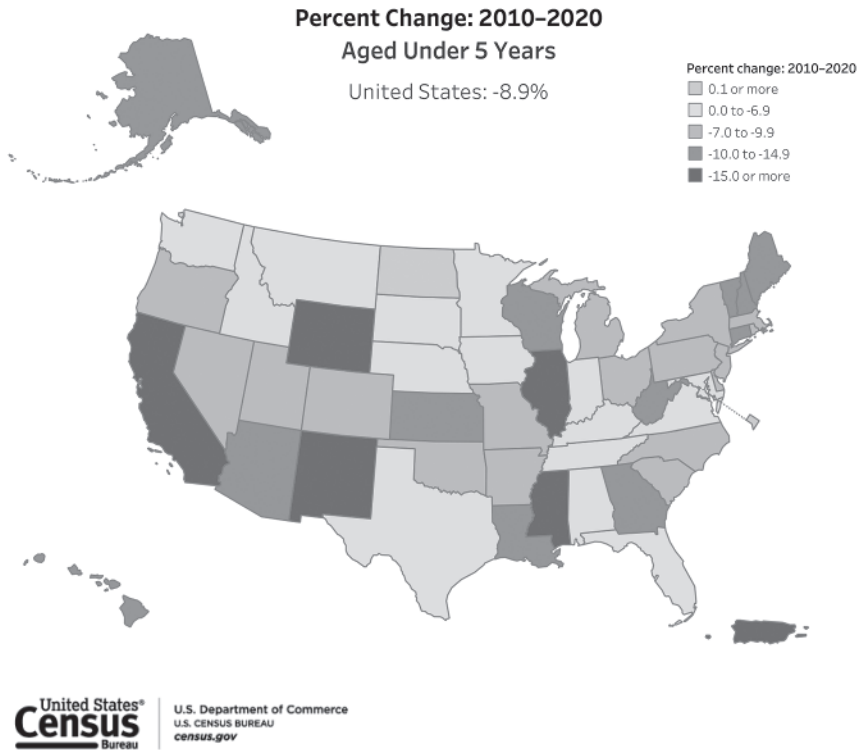 Percent Change: 2010–2020
Aged Under 5 Years
United States: -8.9%
Percent change: 2010–2020
0.1 or more
0.0 to -6.9
-7.0 to -9.9
-10.0 to -14.9
-15.0 or more
United States®
Census
Bureau
U.S. Department of Commerce
U.S. CENSUS BUREAU
census.gov